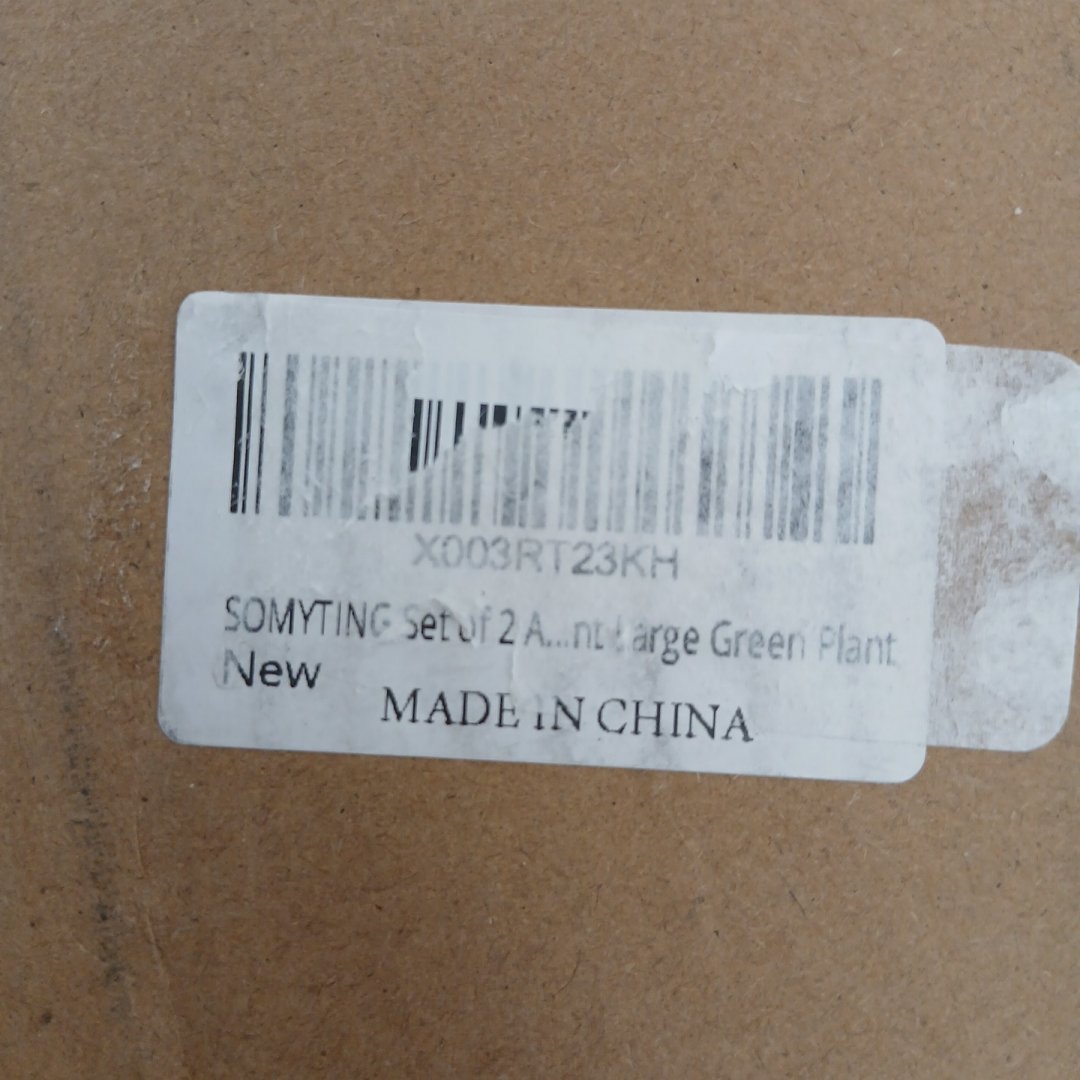 X003RT23KH
SOMYTING Set of 2 A...nt Large Green Plant
New
MADE IN CHINA